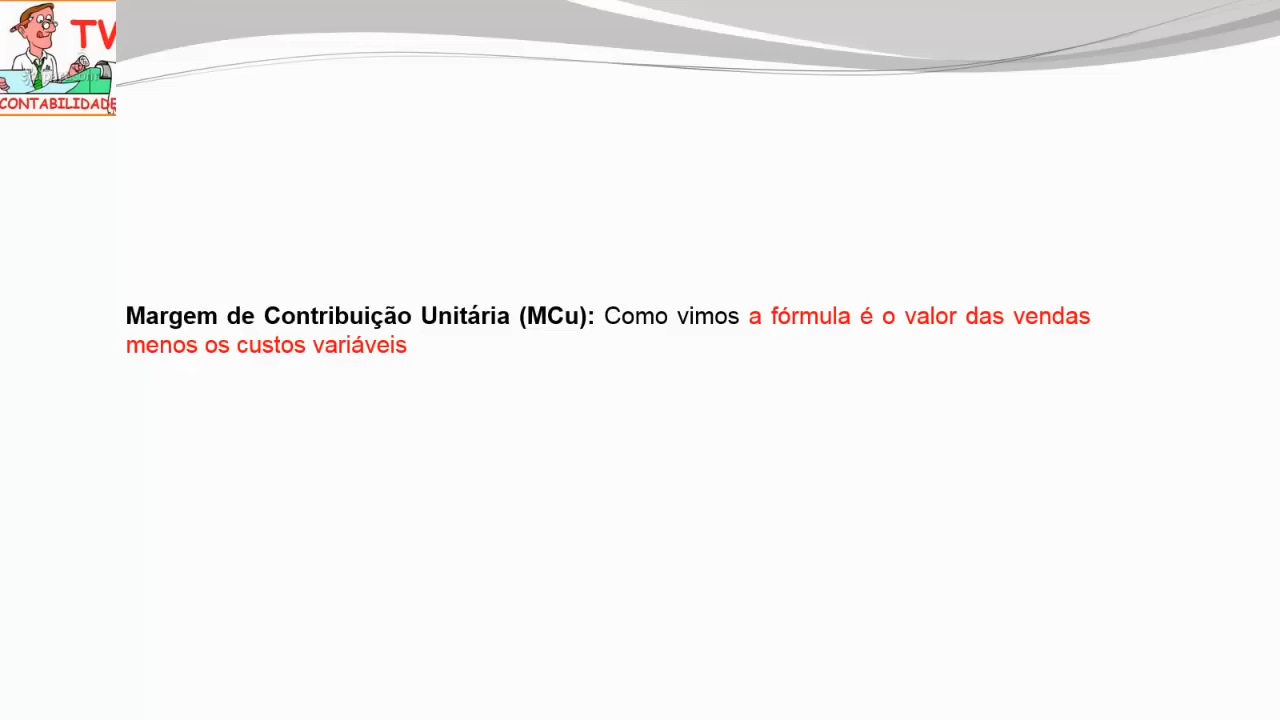 TV
CONTABILIDADE
Margem de Contribuição Unitária (MCu): Como vimos a fórmula é o valor das vendas
menos os custos variáveis